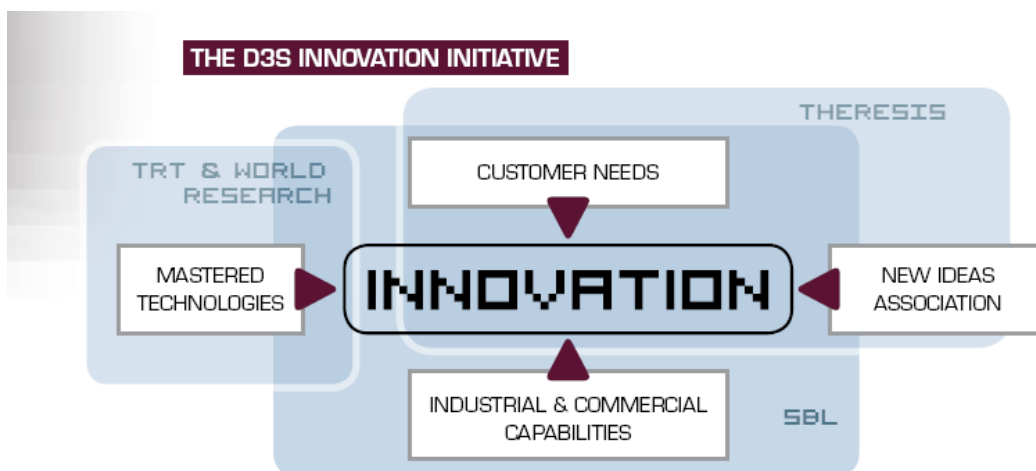 THE D3S INNOVATION INITIATIVE
THERESIS
TRT & WORLD
RESEARCH
CUSTOMER NEEDS
MASTERED
TECHNOLOGIES
INNOVATION
NEW IDEAS
ASSOCIATION
INDUSTRIAL & COMMERCIAL
CAPABILITIES
SBL